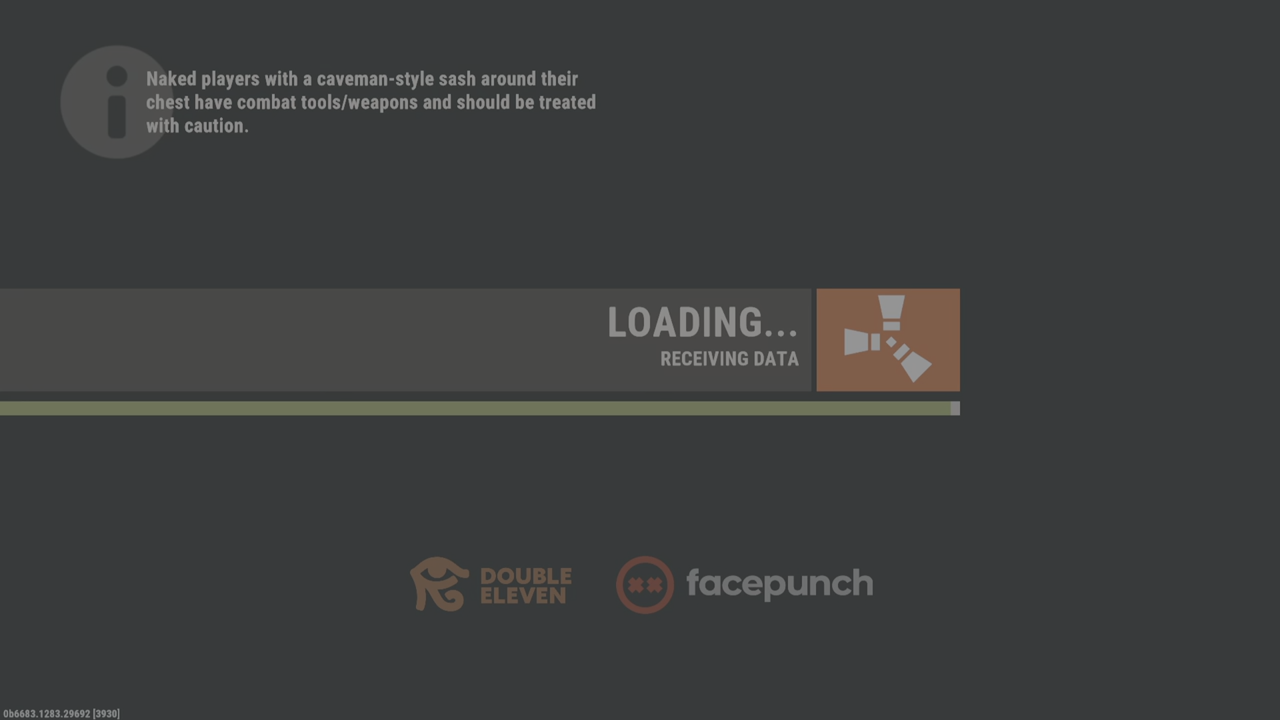 Naked players with a caveman-style sash around their
chest have combat tools/weapons and should be treated
with caution.
LOADING...
RECEIVING DATA
DOUBLE
ELEVEN
facepunch
0b6683.1283.29692 [3930]